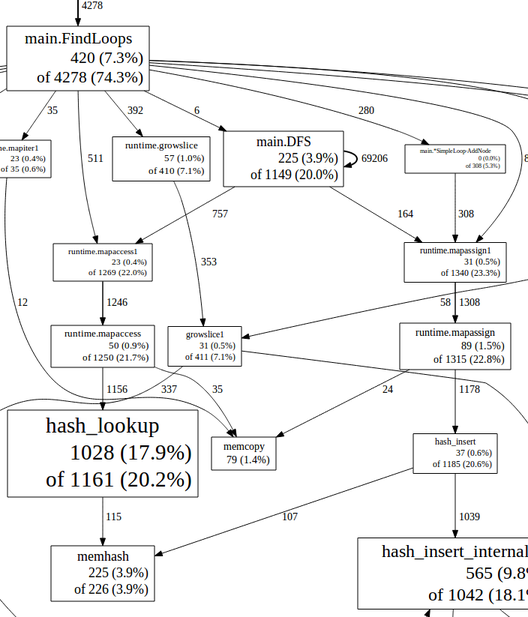 4278
main.FindLoops
420 (7.3%)
of 4278 (74.3%)
35
392
6
280
511
8
ne.mapiter1
23 (0.4%)
of 35 (0.6%)
runtime.growslice
57 (1.0%)
of 410 (7.1%)
main.DFS
225 (3.9%)
of 1149 (20.0%)
69206
main.*SimpleLoop·AddNode
0 (0.0%)
of 308 (5.3%)
757
164
308
353
runtime.mapaccess1
23 (0.4%)
of 1269 (22.0%)
runtime.mapassign1
31 (0.5%)
of 1340 (23.3%)
12
1246
58
1308
runtime.mapaccess
50 (0.9%)
of 1250 (21.7%)
growslice1
31 (0.5%)
of 411 (7.1%)
runtime.mapassign
89 (1.5%)
of 1315 (22.8%)
1156
337
35
24
1178
hash_lookup
1028 (17.9%)
of 1161 (20.2%)
memcopy
79 (1.4%)
hash_insert
37 (0.6%)
of 1185 (20.6%)
115
107
1039
memhash
225 (3.9%)
of 226 (3.9%)
hash_insert_internal
565 (9.8%
of 1042 (18.1%